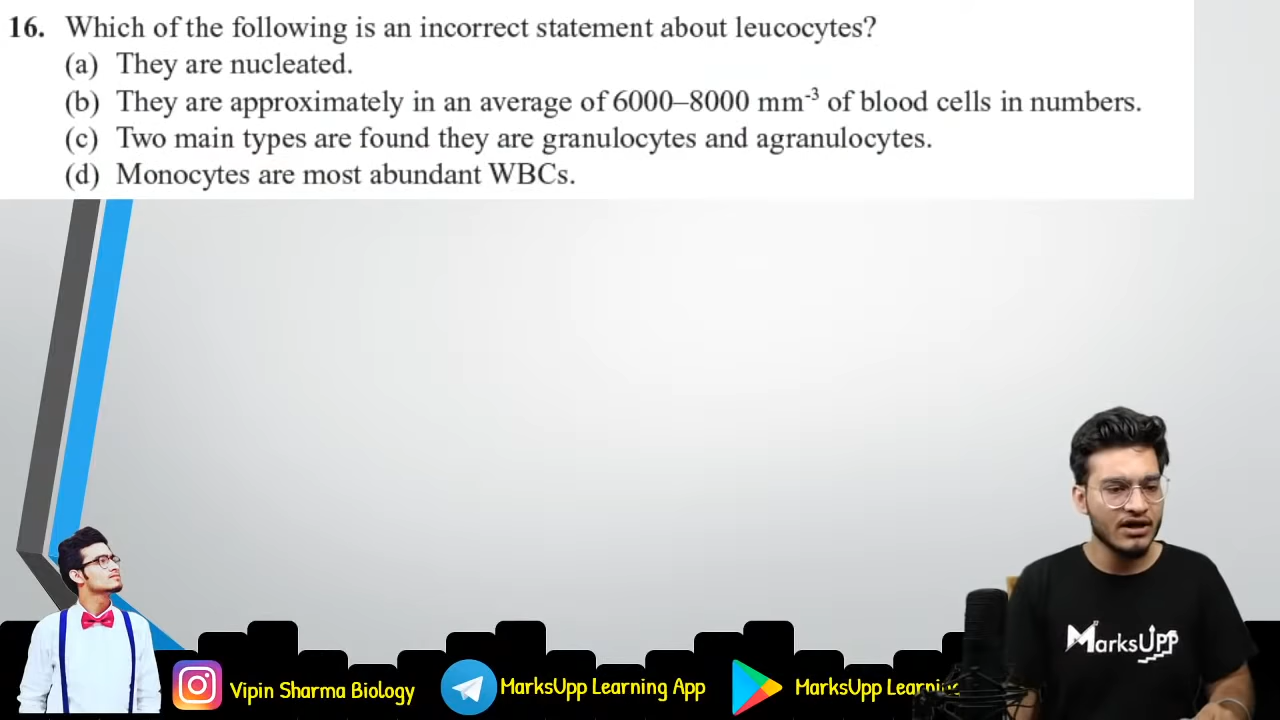 16. Which of the following is an incorrect statement about leucocytes?
(a) They are nucleated.
(b) They are approximately in an average of 6000–8000 mm⁻³ of blood cells in numbers.
(c) Two main types are found they are granulocytes and agranulocytes.
(d) Monocytes are most abundant WBCs.
MarksUpp
Vipin Sharma Biology
MarksUpp Learning App
MarksUpp Learning